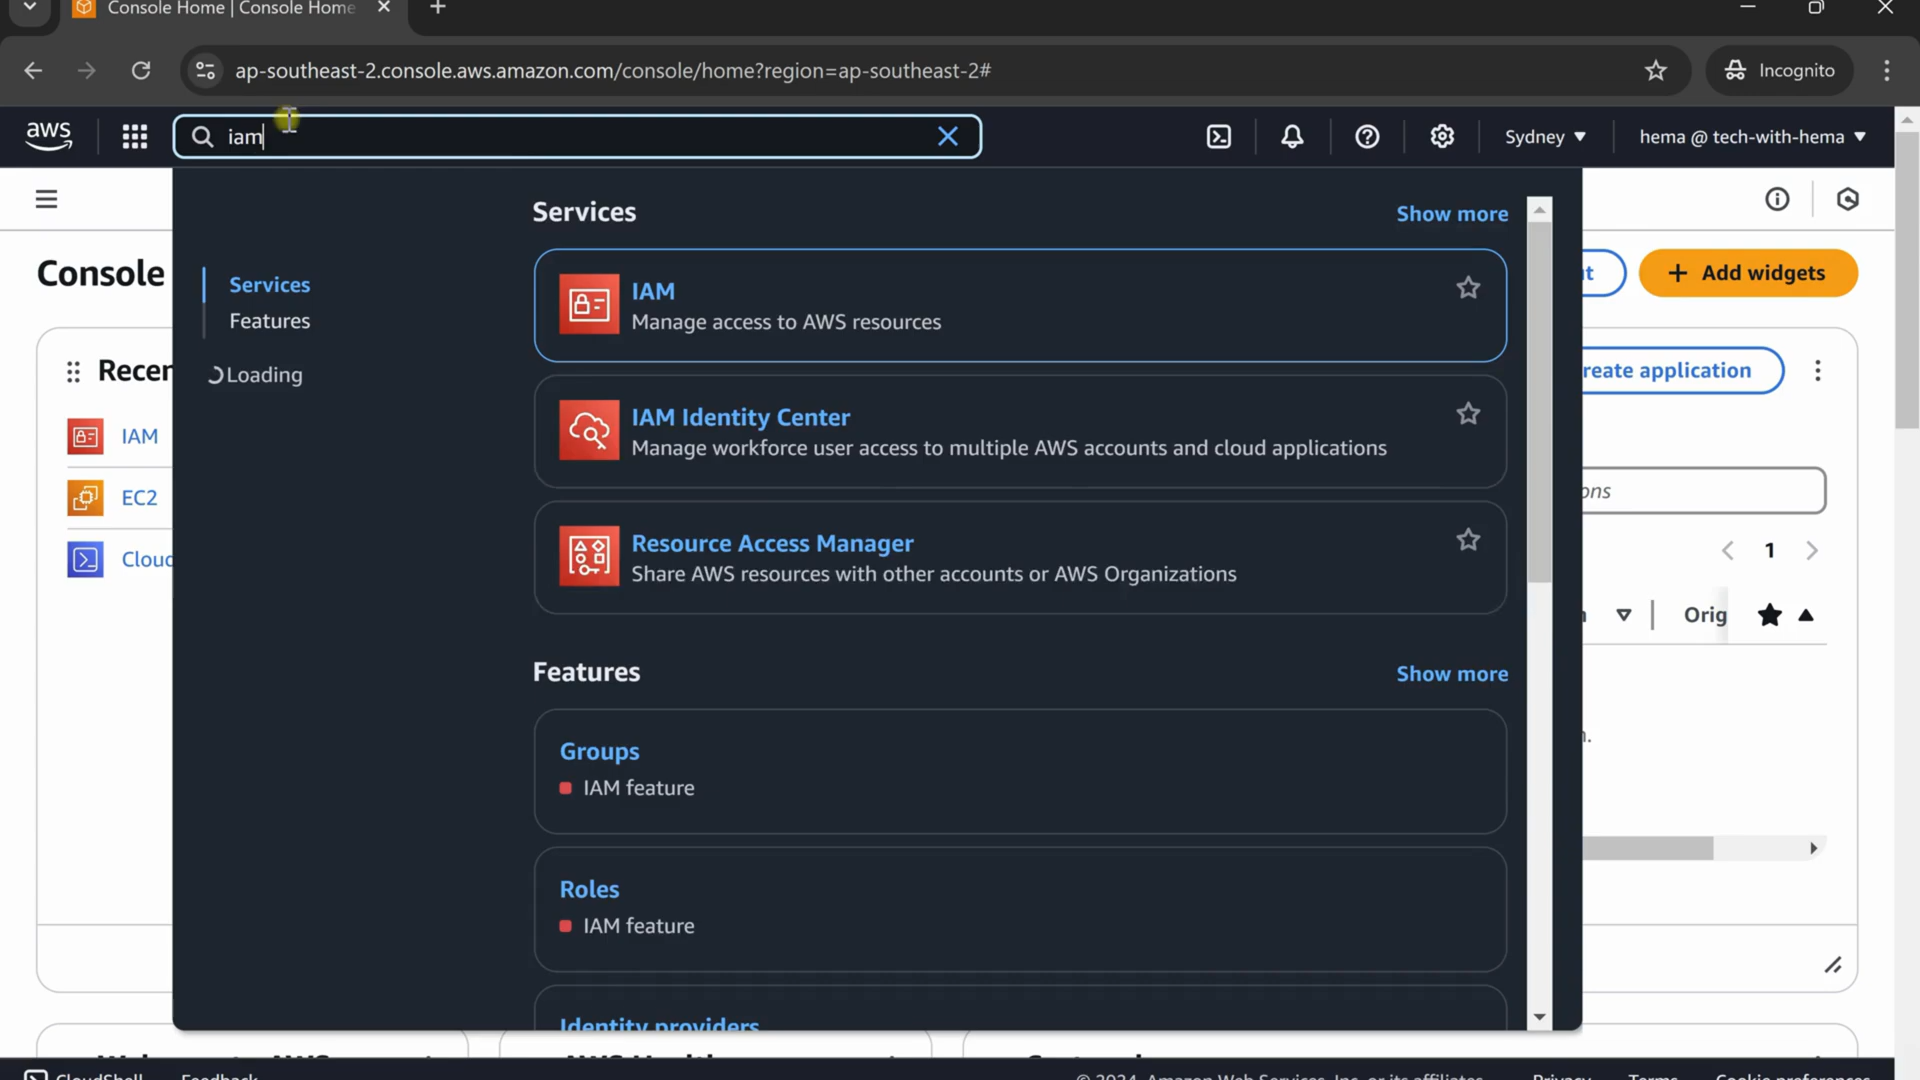 Console Home | Console Home
ap-southeast-2.console.aws.amazon.com/console/home?region=ap-southeast-2#
Incognito
aws
iam
Sydney
hema @ tech-with-hema
Console
Add widgets
Services
Features
Loading
Services
Show more
IAM
Manage access to AWS resources
IAM Identity Center
Manage workforce user access to multiple AWS accounts and cloud applications
Resource Access Manager
Share AWS resources with other accounts or AWS Organizations
Features
Show more
Groups
IAM feature
Roles
IAM feature
Identity providers
Recen
IAM
EC2
Cloud
reate application
ons
1
Orig
CloudShell
Feedback
© 2024, Amazon Web Services, Inc. or its affiliates.
Privacy
Terms
Cookie preferences